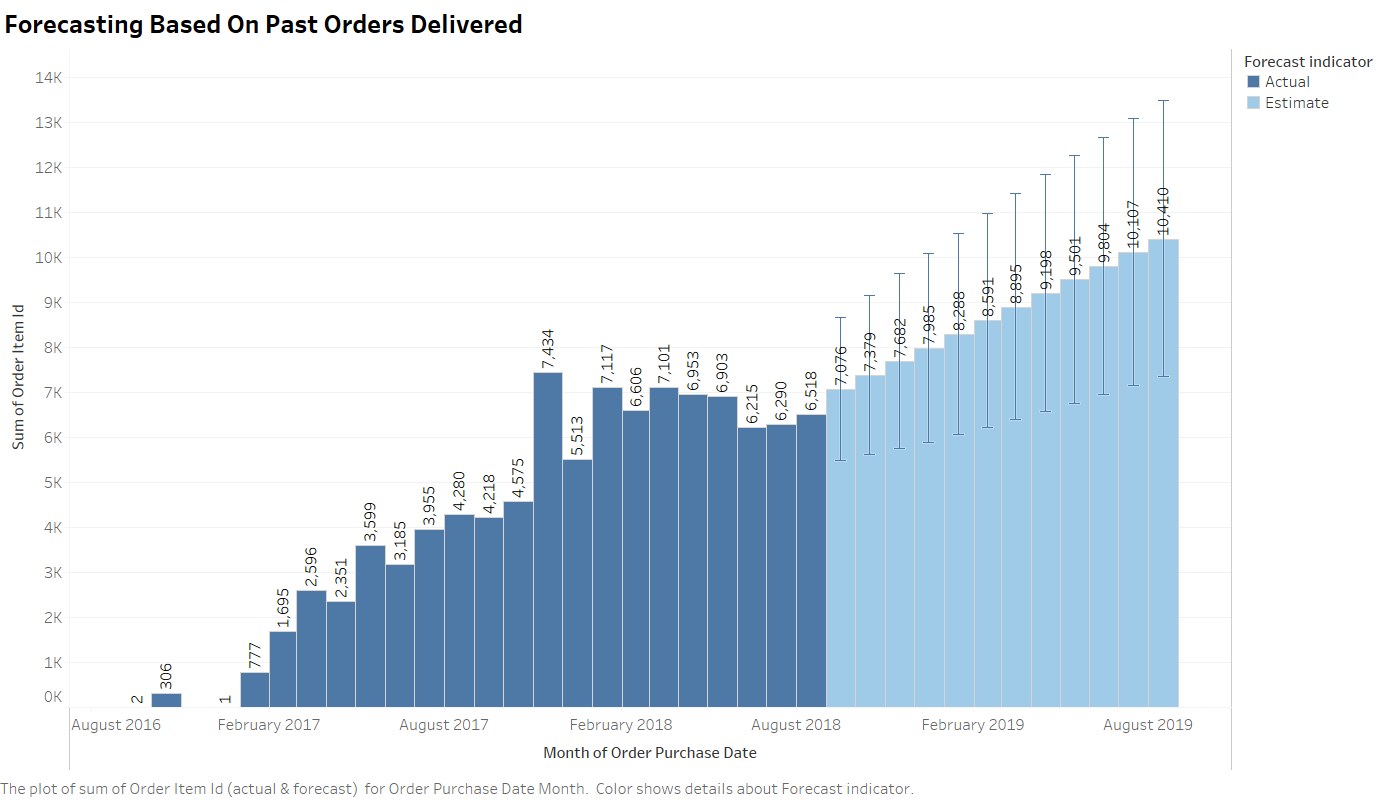 Forecasting Based On Past Orders Delivered
Forecast indicator
Actual
Estimate
Sum of Order Item Id
14K
13K
12K
11K
10K
9K
8K
7K
6K
5K
4K
3K
2K
1K
0K
2
306
1
777
1,695
2,596
2,351
3,599
3,185
3,955
4,280
4,218
4,575
7,434
5,513
7,117
6,606
7,101
6,953
6,903
6,215
6,290
6,518
7,076
7,379
7,682
7,985
8,288
8,591
8,895
9,198
9,501
9,804
10,107
10,410
August 2016
February 2017
August 2017
February 2018
August 2018
February 2019
August 2019
Month of Order Purchase Date
The plot of sum of Order Item Id (actual & forecast)  for Order Purchase Date Month.  Color shows details about Forecast indicator.